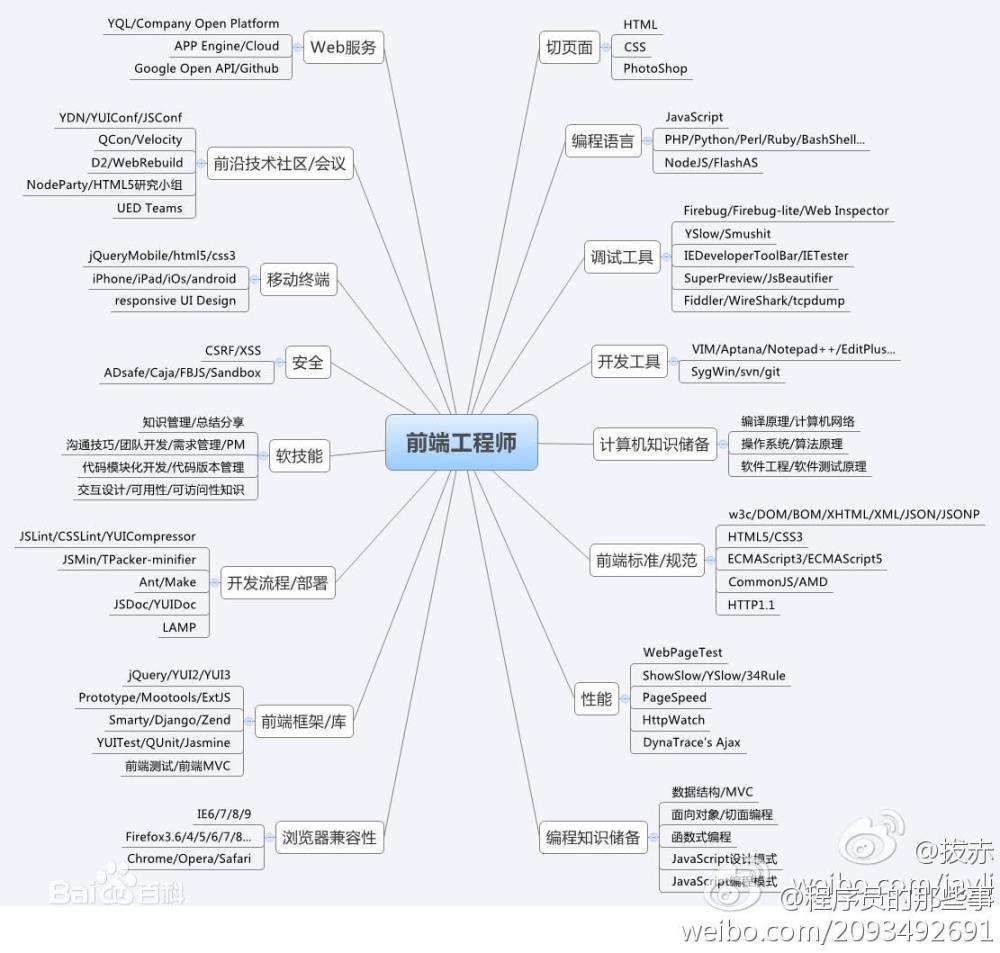 前端工程师
Web服务
YQL/Company Open Platform
APP Engine/Cloud
Google Open API/Github
前沿技术社区/会议
YDN/YUIConf/JSConf
QCon/Velocity
D2/WebRebuild
NodeParty/HTML5研究小组
UED Teams
移动终端
jQueryMobile/html5/css3
iPhone/iPad/iOs/android
responsive UI Design
安全
CSRF/XSS
ADsafe/Caja/FBJS/Sandbox
软技能
知识管理/总结分享
沟通技巧/团队开发/需求管理/PM
代码模块化开发/代码版本管理
交互设计/可用性/可访问性知识
开发流程/部署
JSLint/CSSLint/YUICompressor
JSMin/TPacker-minifier
Ant/Make
JSDoc/YUIDoc
LAMP
前端框架/库
jQuery/YUI2/YUI3
Prototype/Mootools/ExtJS
Smarty/Django/Zend
YUITest/QUnit/Jasmine
前端测试/前端MVC
浏览器兼容性
IE6/7/8/9
Firefox3.6/4/5/6/7/8...
Chrome/Opera/Safari
切页面
HTML
CSS
PhotoShop
编程语言
JavaScript
PHP/Python/Perl/Ruby/BashShell...
NodeJS/FlashAS
调试工具
Firebug/Firebug-lite/Web Inspector
YSlow/Smushit
IEDeveloperToolBar/IETester
SuperPreview/JsBeautifier
Fiddler/WireShark/tcpdump
开发工具
VIM/Aptana/Notepad++/EditPlus...
SygWin/svn/git
计算机知识储备
编译原理/计算机网络
操作系统/算法原理
软件工程/软件测试原理
前端标准/规范
w3c/DOM/BOM/XHTML/XML/JSON/JSONP
HTML5/CSS3
ECMAScript3/ECMAScript5
CommonJS/AMD
HTTP1.1
性能
WebPageTest
ShowSlow/YSlow/34Rule
PageSpeed
HttpWatch
DynaTrace's Ajax
编程知识储备
数据结构/MVC
面向对象/切面编程
函数式编程
JavaScript设计模式
JavaScript编程模式
Bai百科
@拔赤
weibo.com/jayli
@程序员的那些事
weibo.com/2093492691